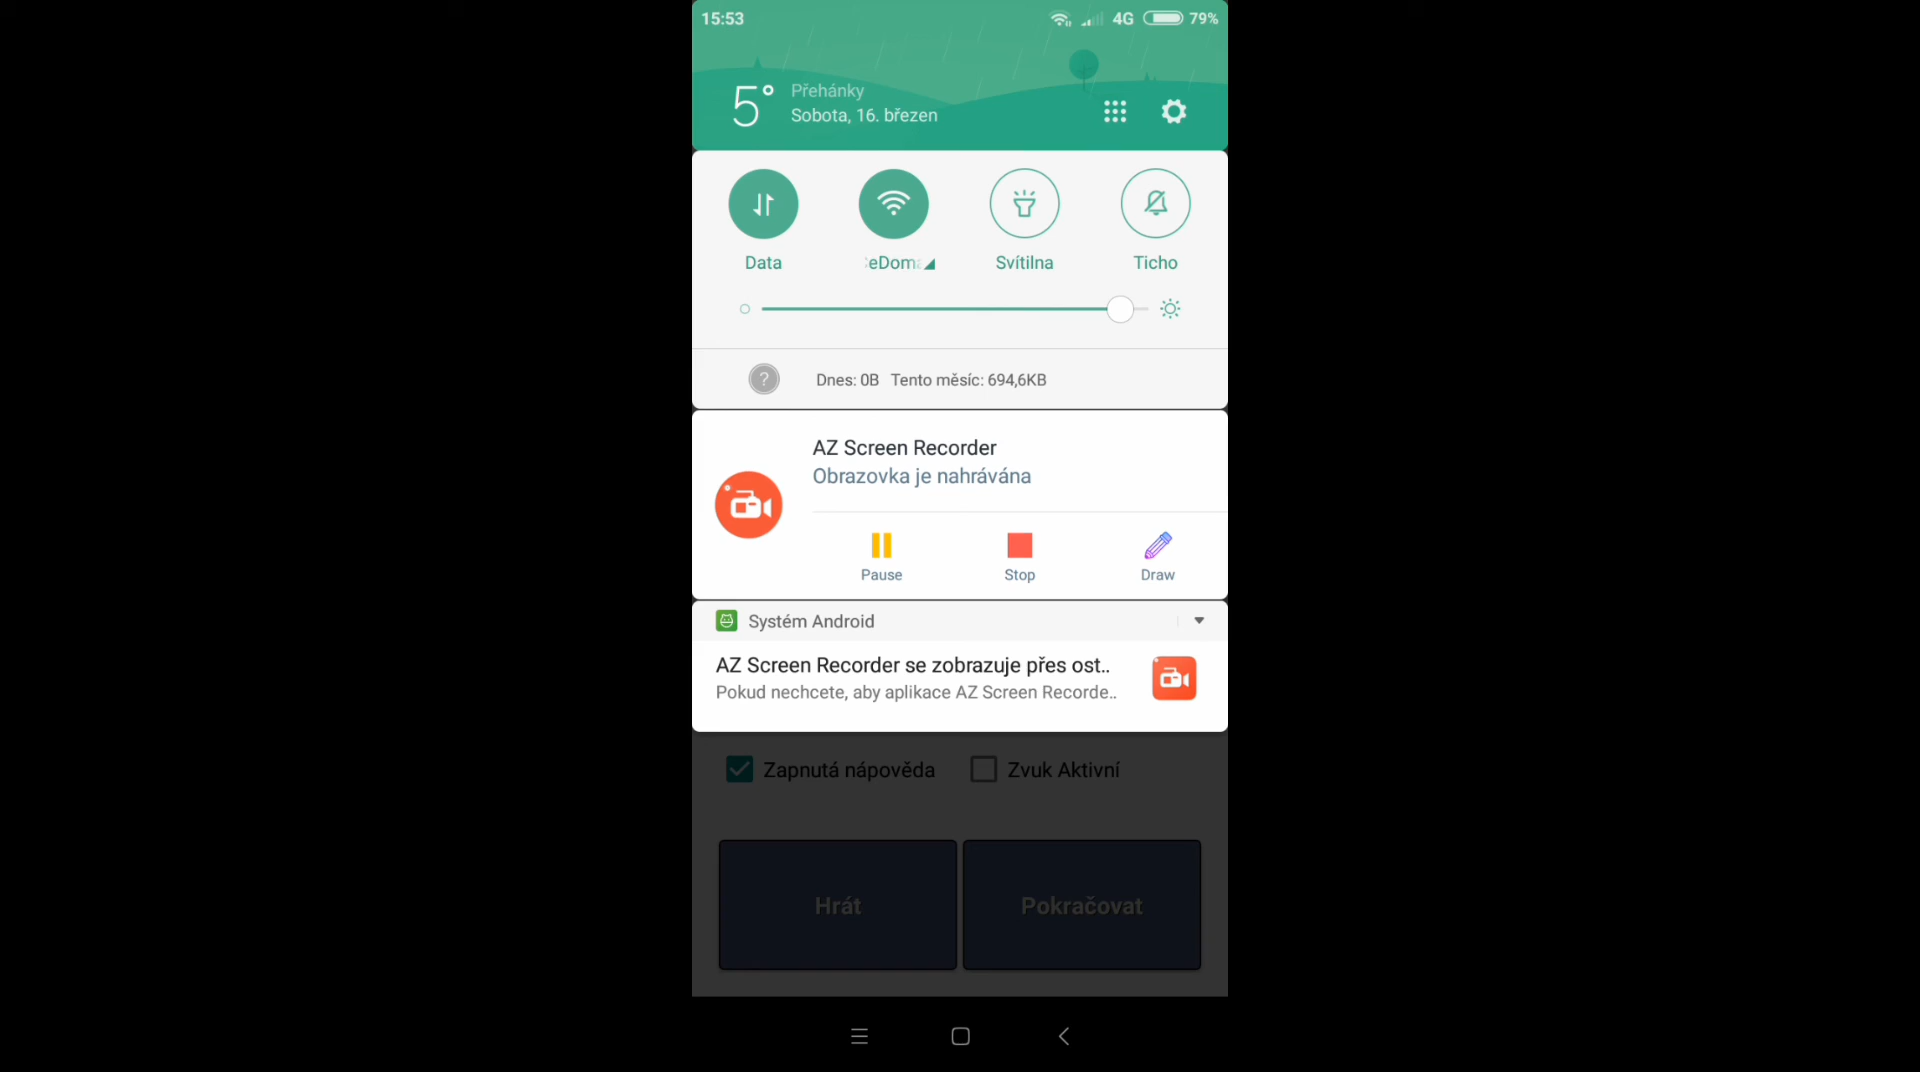 15:53
4G 79%
5°
Přehánky
Sobota, 16. březen
Data
Svítilna
Ticho
? Dnes: 0B Tento měsíc: 694,6KB
AZ Screen Recorder
Obrazovka je nahrávána
Pause Stop Draw
Systém Android
AZ Screen Recorder se zobrazuje přes ost..
Pokud nechcete, aby aplikace AZ Screen Recorde..
Zapnutá nápověda Zvuk Aktivní
Hrát Pokračovat